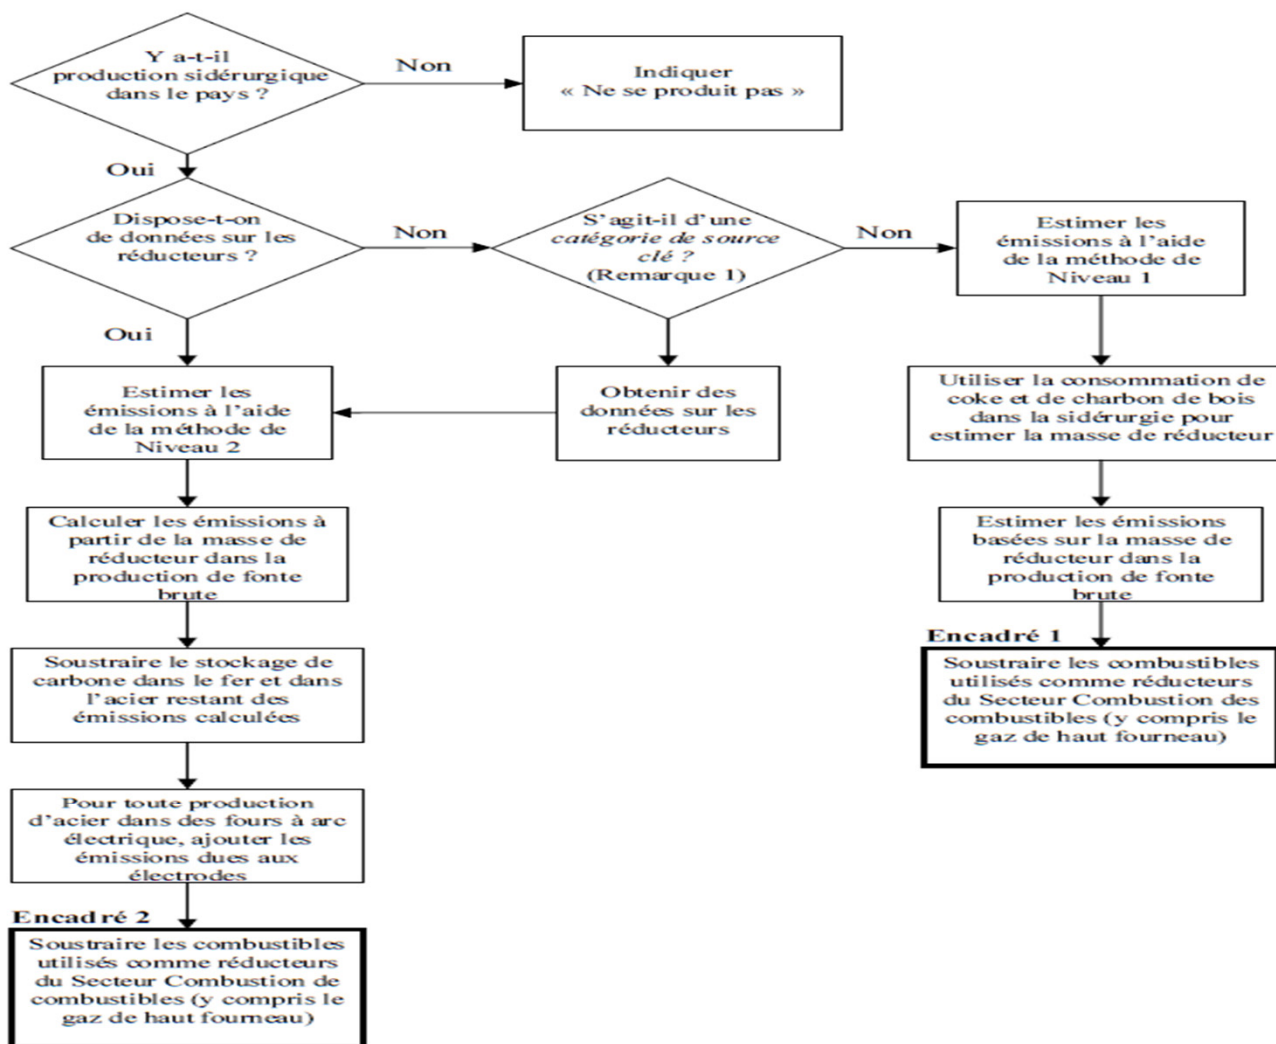 Y a-t-il
production sidérurgique
dans le pays ?
Non
Indiquer
« Ne se produit pas »
Oui
Dispose-t-on
de données sur les
réducteurs ?
Non
S'agit-il d'une
catégorie de source
clé ?
(Remarque 1)
Non
Estimer les
émissions à l'aide
de la méthode de
Niveau 1
Oui
Estimer les
émissions à l'aide
de la méthode de
Niveau 2
Obtenir des
données sur les
réducteurs
Utiliser la consommation de
coke et de charbon de bois
dans la sidérurgie pour
estimer la masse de réducteur
Calculer les émissions à
partir de la masse de
réducteur dans la
production de fonte
brute
Estimer les émissions
basées sur la masse de
réducteur dans la
production de fonte
brute
Soustraire le stockage de
carbone dans le fer et dans
l'acier restant des
émissions calculées
Encadré 1
Soustraire les combustibles
utilisés comme réducteurs
du Secteur Combustion des
combustibles (y compris le
gaz de haut fourneau)
Pour toute production
d'acier dans des fours à arc
électrique, ajouter les
émissions dues aux
électrodes
Encadré 2
Soustraire les combustibles
utilisés comme réducteurs
du Secteur Combustion de
combustibles (y compris le
gaz de haut fourneau)